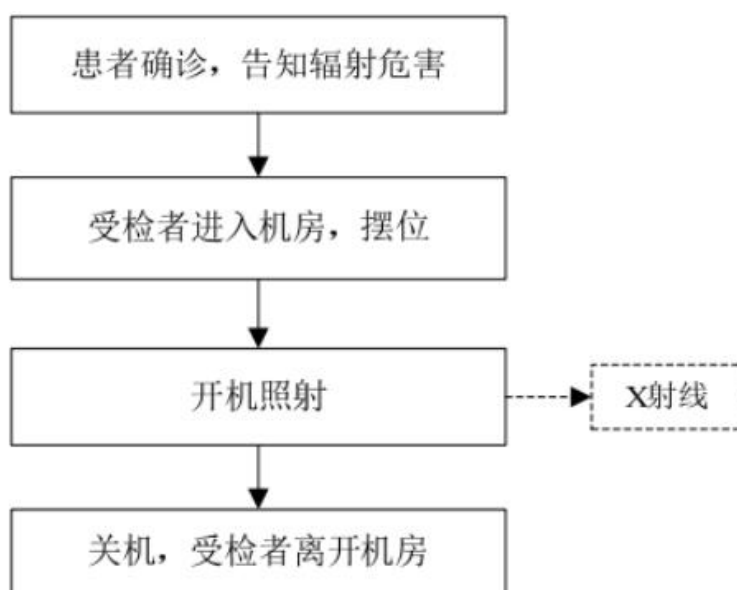 患者确诊，告知辐射危害
受检者进入机房，摆位
开机照射
X射线
关机，受检者离开机房